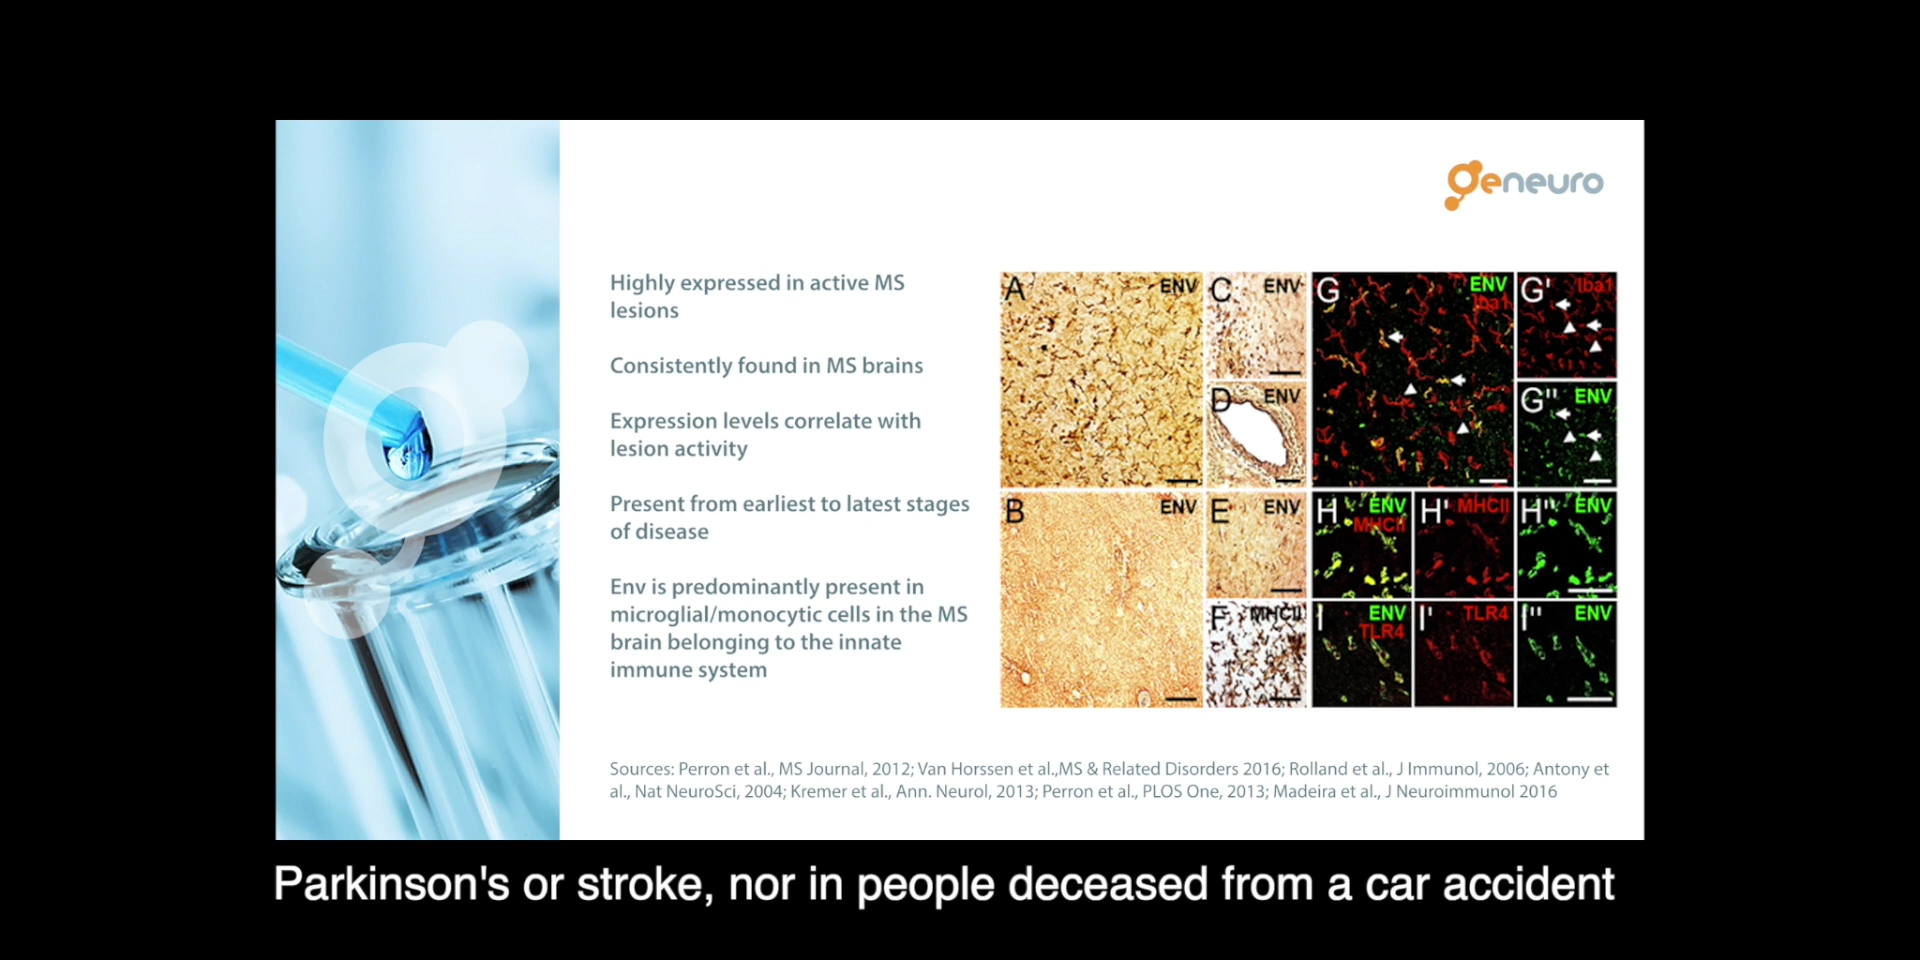 geneuro
Highly expressed in active MS
lesions
Consistently found in MS brains
Expression levels correlate with
lesion activity
Present from earliest to latest stages
of disease
Env is predominantly present in
microglial/monocytic cells in the MS
brain belonging to the innate
immune system
A ENV
C ENV
G ENV
Iba1
G' Iba1
D ENV
G" ENV
B ENV
E ENV
H ENV
MHCII
H' MHCII
H" ENV
F MHCII
I ENV
TLR4
I' TLR4
I" ENV
Sources: Perron et al., MS Journal, 2012; Van Horssen et al.,MS & Related Disorders 2016; Rolland et al., J Immunol, 2006; Antony et
al., Nat NeuroSci, 2004; Kremer et al., Ann. Neurol, 2013; Perron et al., PLOS One, 2013; Madeira et al., J Neuroimmunol 2016
Parkinson's or stroke, nor in people deceased from a car accident